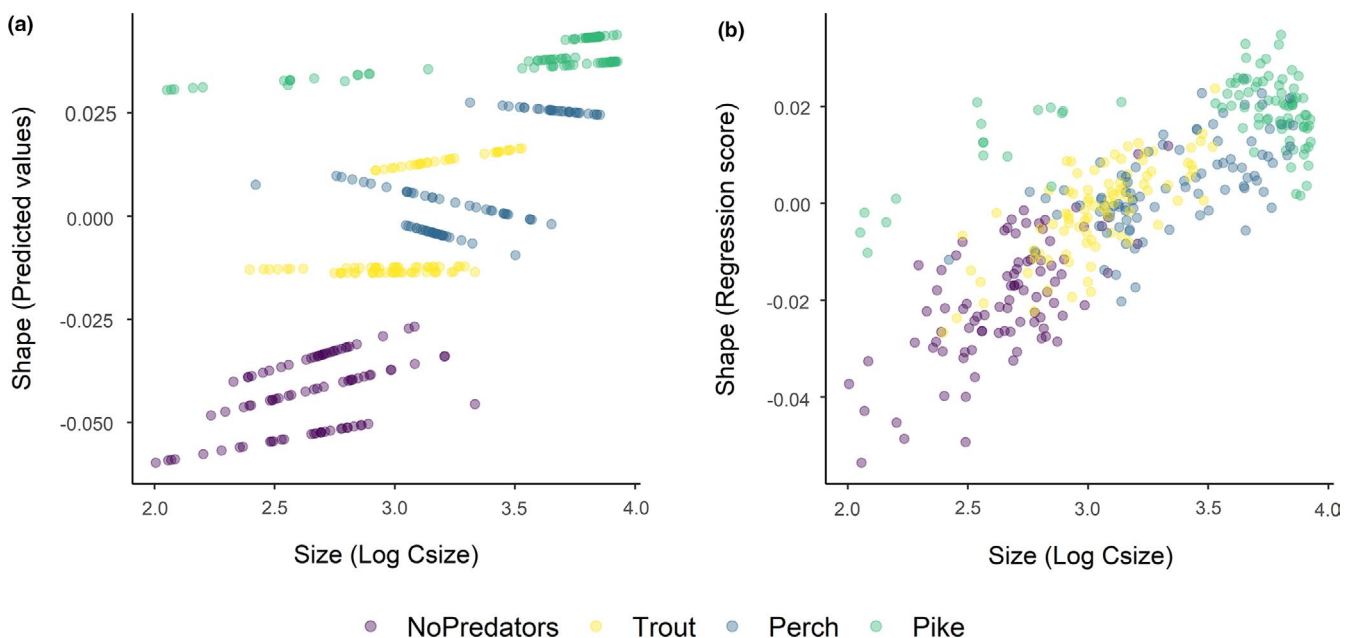 (a)
Shape (Predicted values)
0.025
0.000
-0.025
-0.050
2.0 2.5 3.0 3.5 4.0
Size (Log Csize)
(b)
Shape (Regression score)
0.02
0.00
-0.02
-0.04
2.0 2.5 3.0 3.5 4.0
Size (Log Csize)
NoPredators Trout Perch Pike